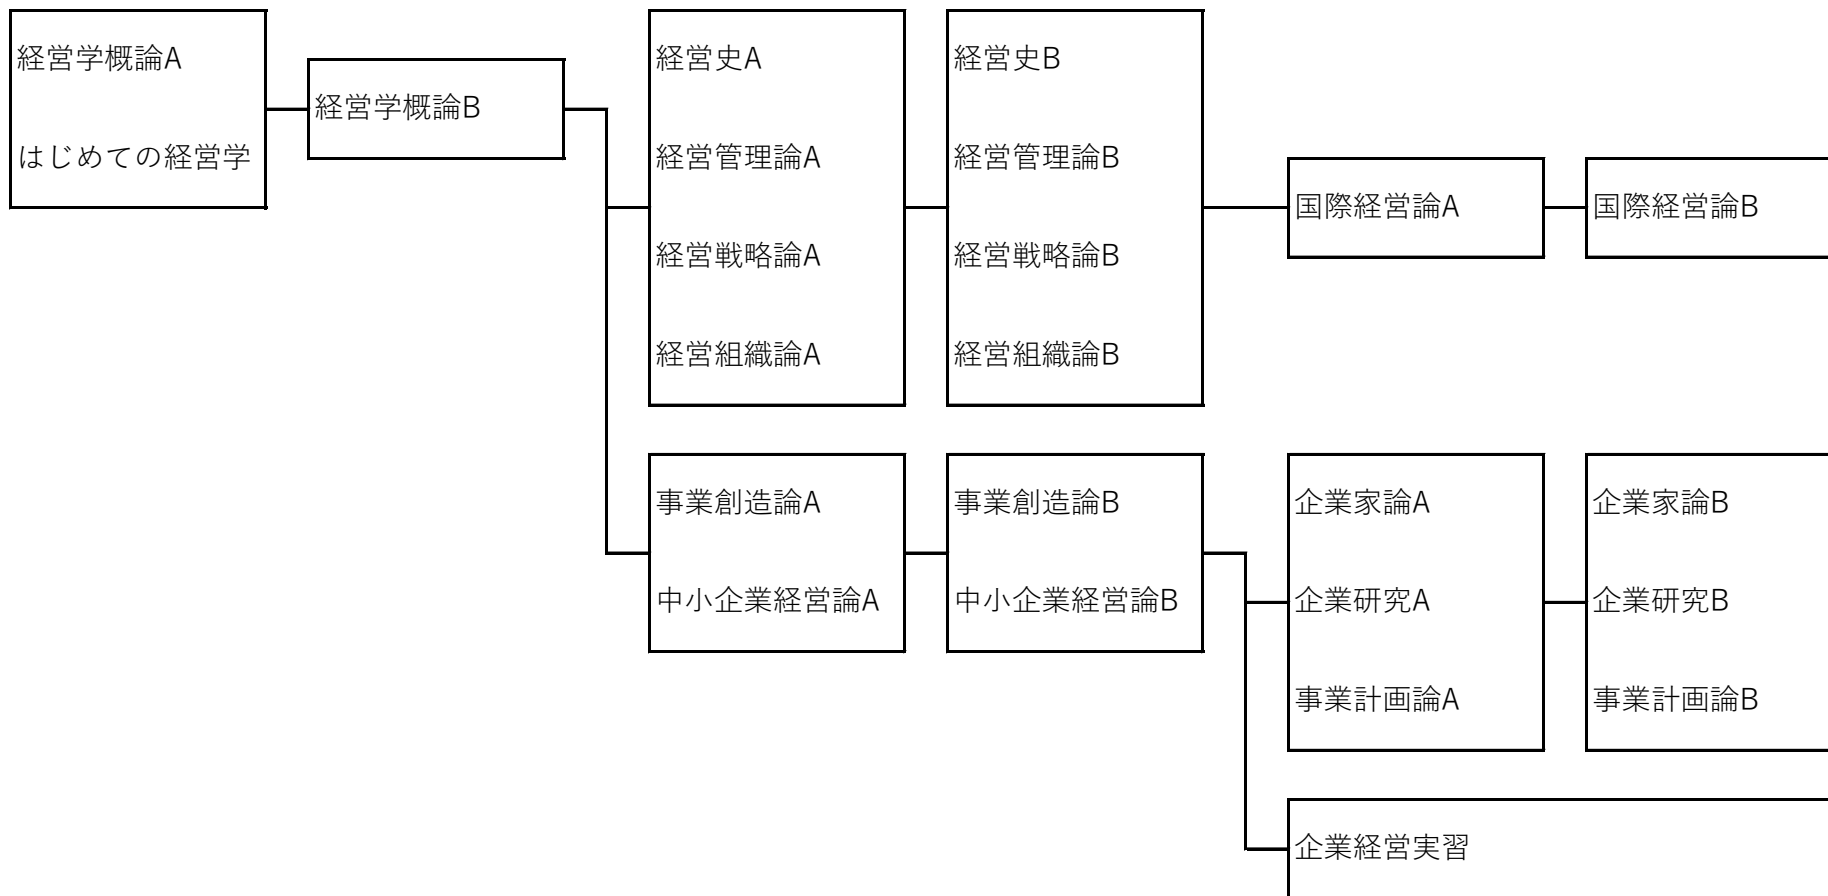 経営学概論A
はじめての経営学
経営学概論B
経営史A
経営管理論A
経営戦略論A
経営組織論A
経営史B
経営管理論B
経営戦略論B
経営組織論B
国際経営論A
国際経営論B
事業創造論A
中小企業経営論A
事業創造論B
中小企業経営論B
企業家論A
企業研究A
事業計画論A
企業家論B
企業研究B
事業計画論B
企業経営実習